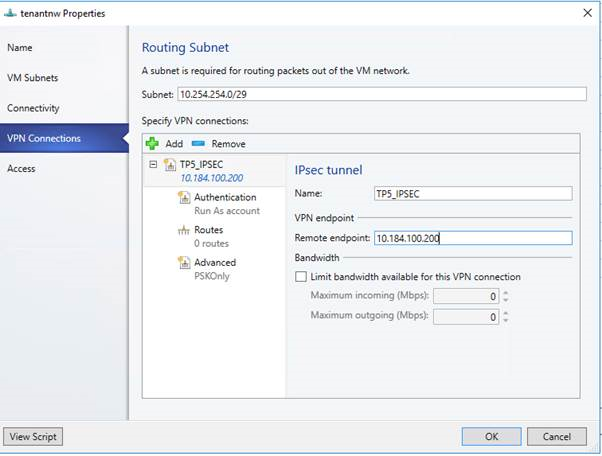 tenantnw Properties
Name
VM Subnets
Connectivity
VPN Connections
Access
Routing Subnet
A subnet is required for routing packets out of the VM network.
Subnet: 10.254.254.0/29
Specify VPN connections:
Add Remove
TP5_IPSEC
10.184.100.200
Authentication
Run As account
Routes
0 routes
Advanced
PSKOnly
IPsec tunnel
Name: TP5_IPSEC
VPN endpoint
Remote endpoint: 10.184.100.200
Bandwidth
Limit bandwidth available for this VPN connection
Maximum incoming (Mbps): 0
Maximum outgoing (Mbps): 0
View Script
OK
Cancel